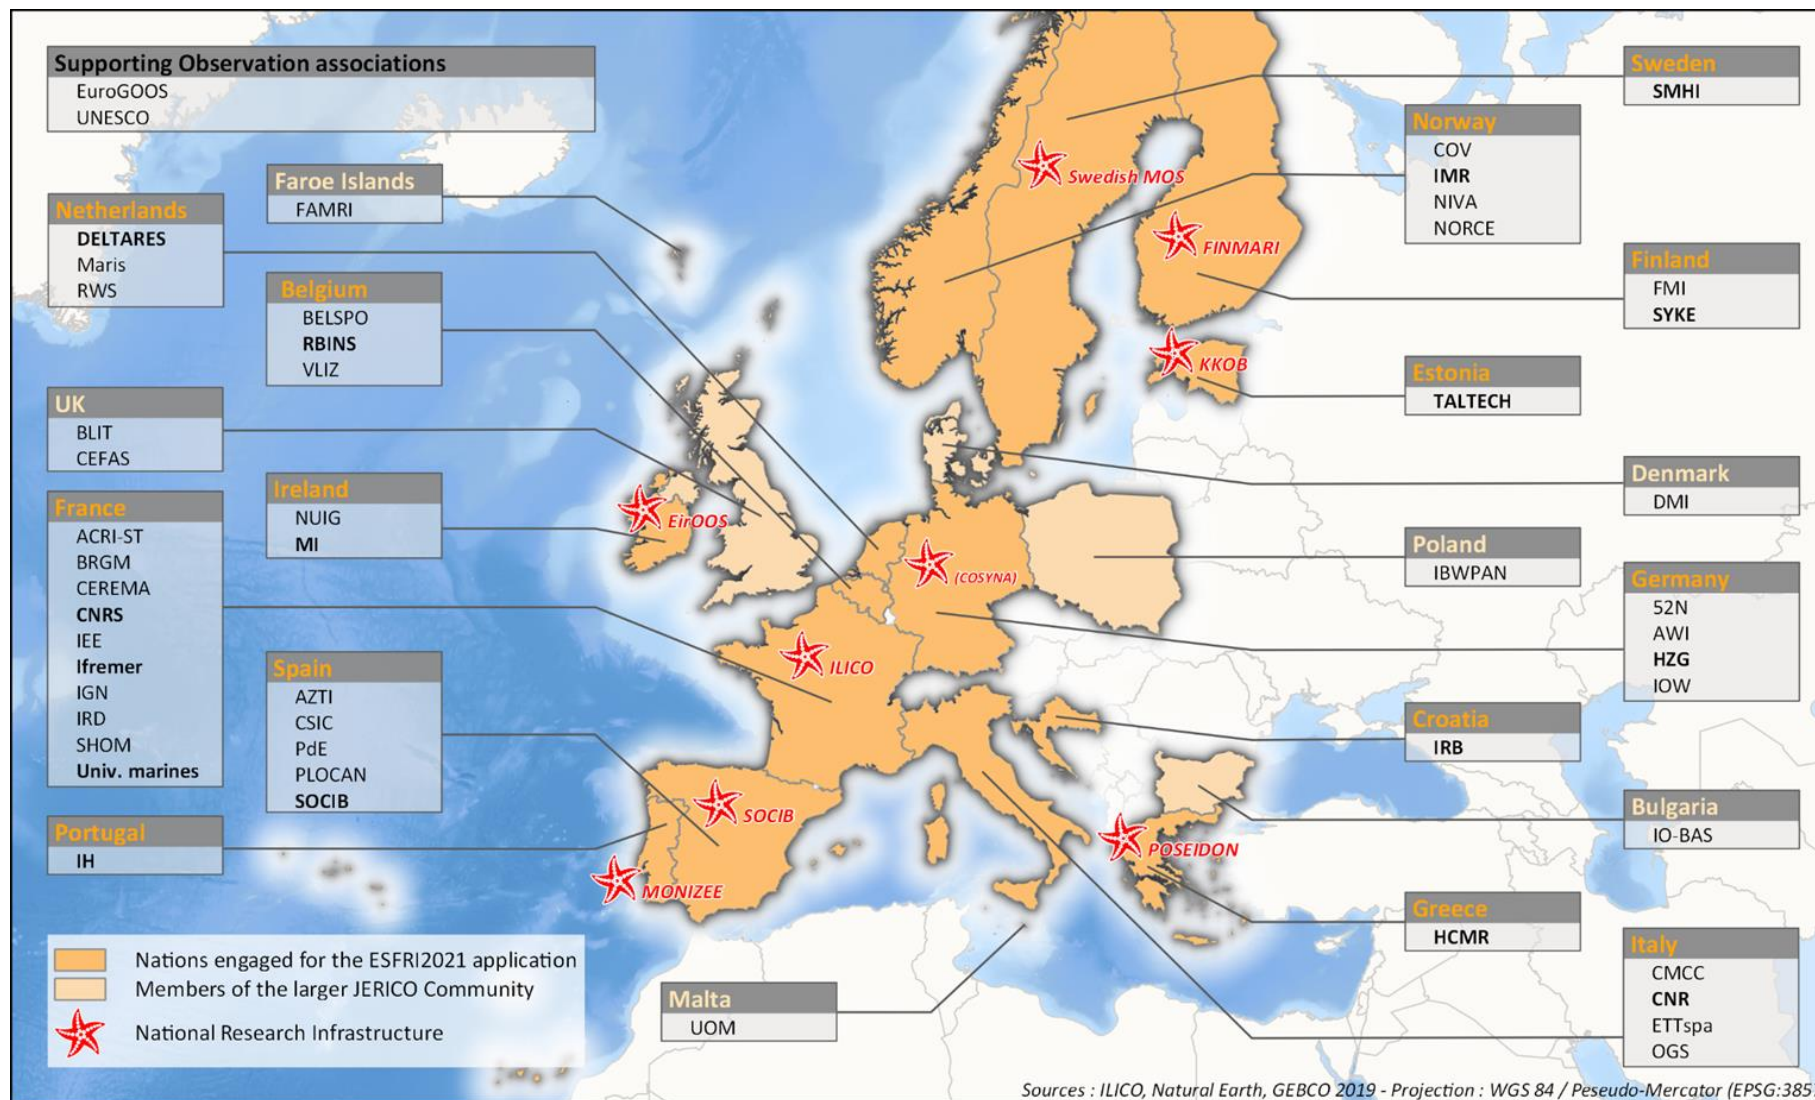 Supporting Observation associations
EuroGOOS
UNESCO
Netherlands
DELTARES
Maris
RWS
Faroe Islands
FAMRI
Belgium
BELSPO
RBINS
VLIZ
UK
BLIT
CEFAS
Ireland
NUIG
MI
France
ACRI-ST
BRGM
CEREMA
CNRS
IEE
Ifremer
IGN
IRD
SHOM
Univ. marines
Spain
AZTI
CSIC
PdE
PLOCAN
SOCIB
Portugal
IH
Swedish MOS
FINMARI
KKOB
EirOOS
(COSYNA)
ILICO
SOCIB
MONIZEE
POSEIDON
Sweden
SMHI
Norway
COV
IMR
NIVA
NORCE
Finland
FMI
SYKE
Estonia
TALTECH
Denmark
DMI
Poland
IBWPAN
Germany
52N
AWI
HZG
IOW
Croatia
IRB
Bulgaria
IO-BAS
Greece
HCMR
Italy
CMCC
CNR
ETTspa
OGS
Malta
UOM
Nations engaged for the ESFRI2021 application
Members of the larger JERICO Community
National Research Infrastructure
Sources : ILICO, Natural Earth, GEBCO 2019 - Projection : WGS 84 / Peseudo-Mercator (EPSG:385